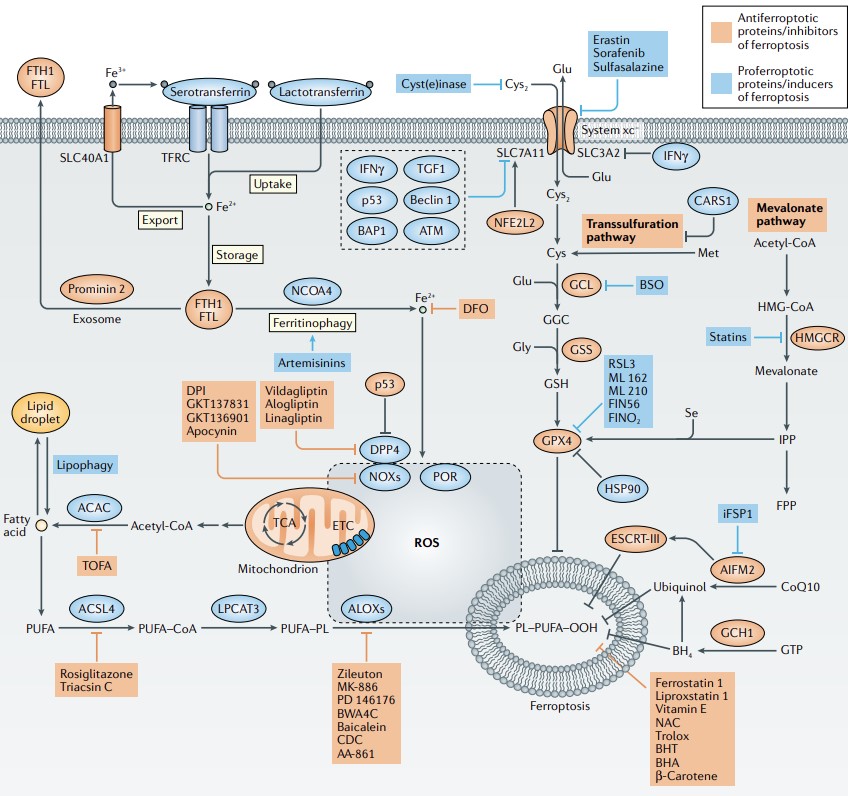 Antiferroptotic
proteins/inhibitors
of ferroptosis
Proferroptotic
proteins/inducers
of ferroptosis
Erastin
Sorafenib
Sulfasalazine
FTH1
FTL
Fe³⁺
Serotransferrin
Lactotransferrin
Cyst(e)inase
Cys₂
Glu
System xc⁻
SLC40A1
TFRC
SLC7A11
SLC3A2
IFNγ
IFNγ
TGF1
p53
Beclin 1
BAP1
ATM
Uptake
Export
Fe²⁺
Storage
Glu
Cys₂
NFE2L2
CARS1
Transsulfuration
pathway
Mevalonate
pathway
Acetyl-CoA
Cys
Met
Prominin 2
Exosome
FTH1
FTL
NCOA4
Ferritinophagy
Artemisinins
Fe²⁺
DFO
Glu
GCL
BSO
GGC
Gly
GSS
GSH
HMG-CoA
Statins
HMGCR
Mevalonate
RSL3
ML 162
ML 210
FIN56
FINO₂
Se
GPX4
IPP
FPP
HSP90
DPI
GKT137831
GKT136901
Apocynin
Vildagliptin
Alogliptin
Linagliptin
p53
DPP4
NOXs
POR
Lipid
droplet
Lipophagy
ACAC
Fatty
acid
Acetyl-CoA
TOFA
TCA
ETC
Mitochondrion
ROS
iFSP1
ESCRT-III
AIFM2
Ubiquinol
CoQ10
GCH1
BH₄
GTP
PUFA
ACSL4
PUFA–CoA
LPCAT3
PUFA–PL
ALOXs
PL–PUFA–OOH
Ferroptosis
Rosiglitazone
Triacsin C
Zileuton
MK-886
PD 146176
BWA4C
Baicalein
CDC
AA-861
Ferrostatin 1
Liproxstatin 1
Vitamin E
NAC
Trolox
BHT
BHA
β-Carotene